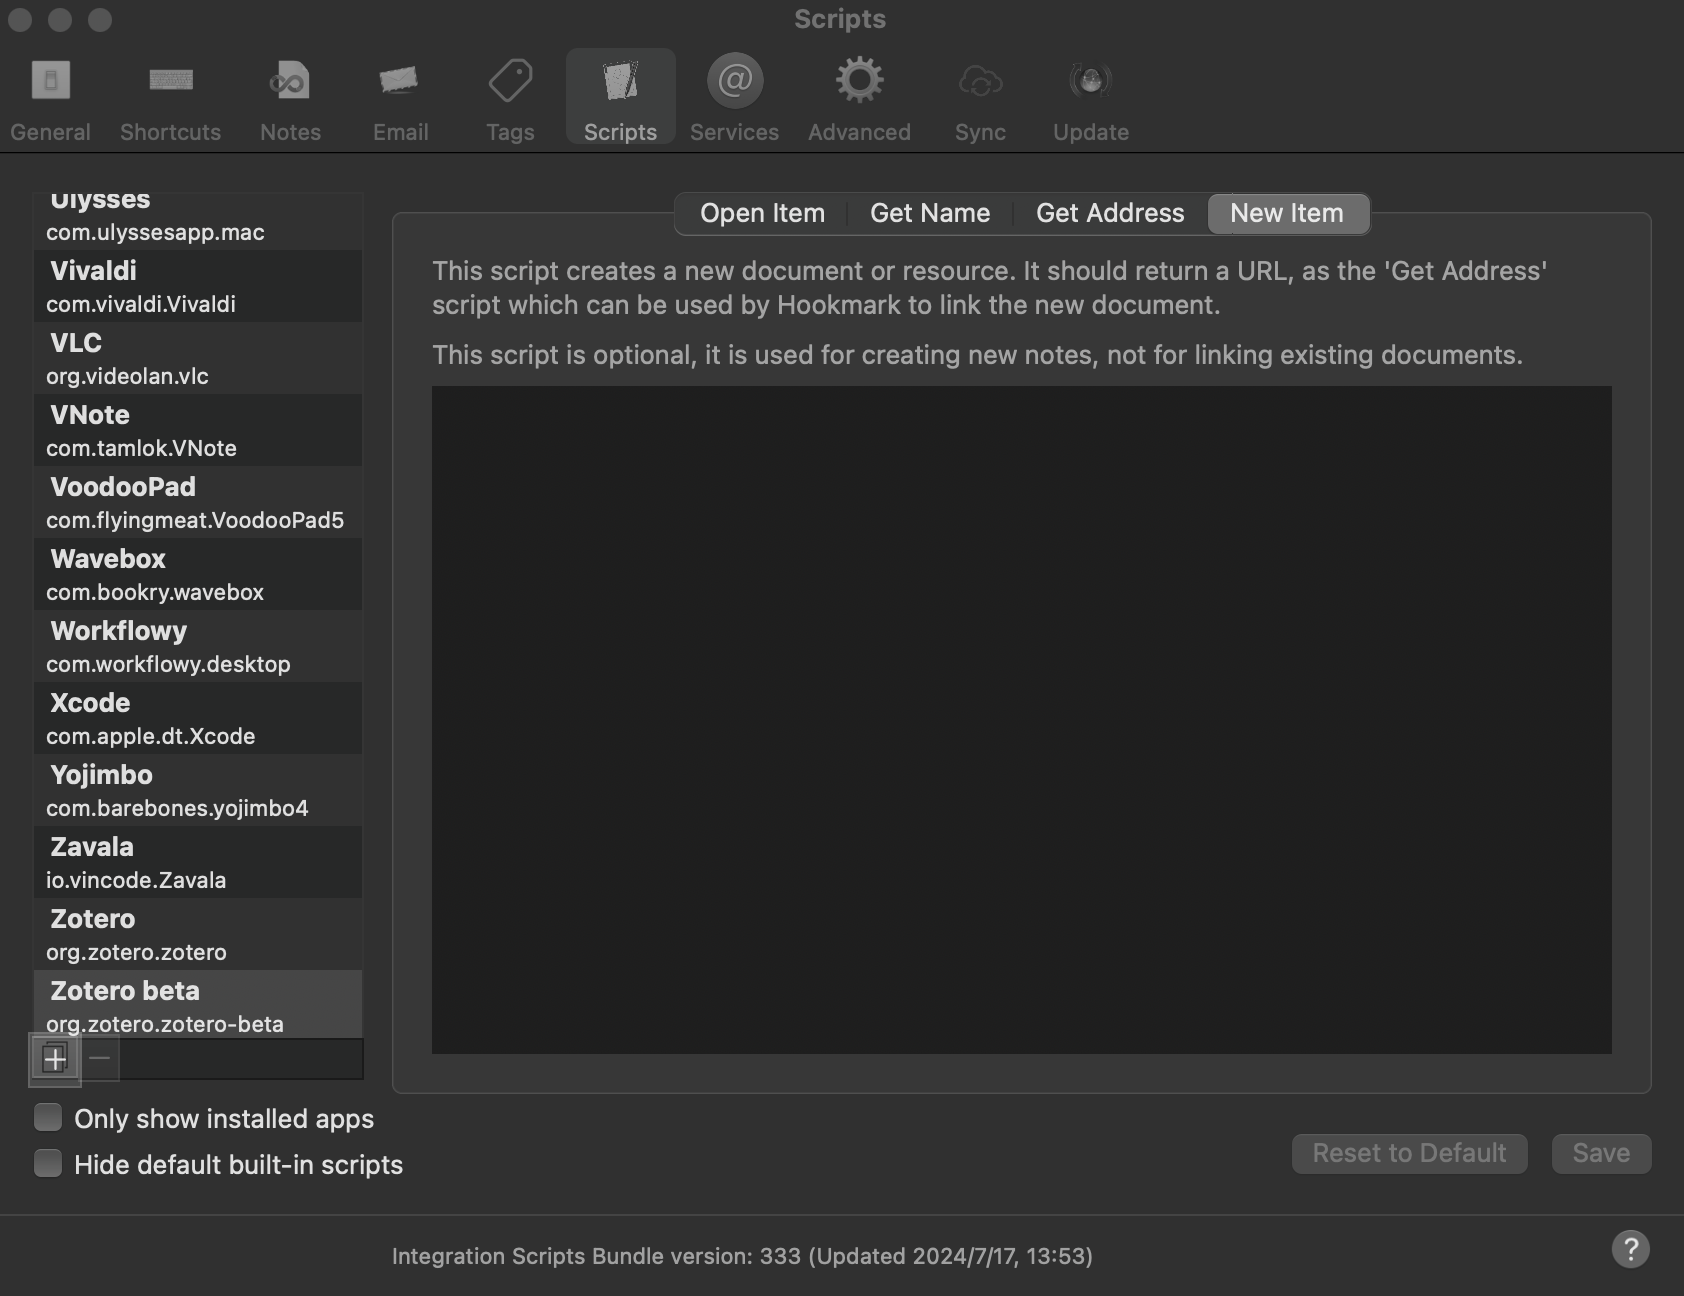 Scripts
General
Shortcuts
Notes
Email
Tags
Scripts
Services
Advanced
Sync
Update
Ulysses
com.ulyssesapp.mac
Vivaldi
com.vivaldi.Vivaldi
VLC
org.videolan.vlc
VNote
com.tamlok.VNote
VoodooPad
com.flyingmeat.VoodooPad5
Wavebox
com.bookry.wavebox
Workflowy
com.workflowy.desktop
Xcode
com.apple.dt.Xcode
Yojimbo
com.barebones.yojimbo4
Zavala
io.vincode.Zavala
Zotero
org.zotero.zotero
Zotero beta
org.zotero.zotero-beta
Only show installed apps
Hide default built-in scripts
Open Item
Get Name
Get Address
New Item
This script creates a new document or resource. It should return a URL, as the 'Get Address'
script which can be used by Hookmark to link the new document.
This script is optional, it is used for creating new notes, not for linking existing documents.
Reset to Default
Save
Integration Scripts Bundle version: 333 (Updated 2024/7/17, 13:53)
?